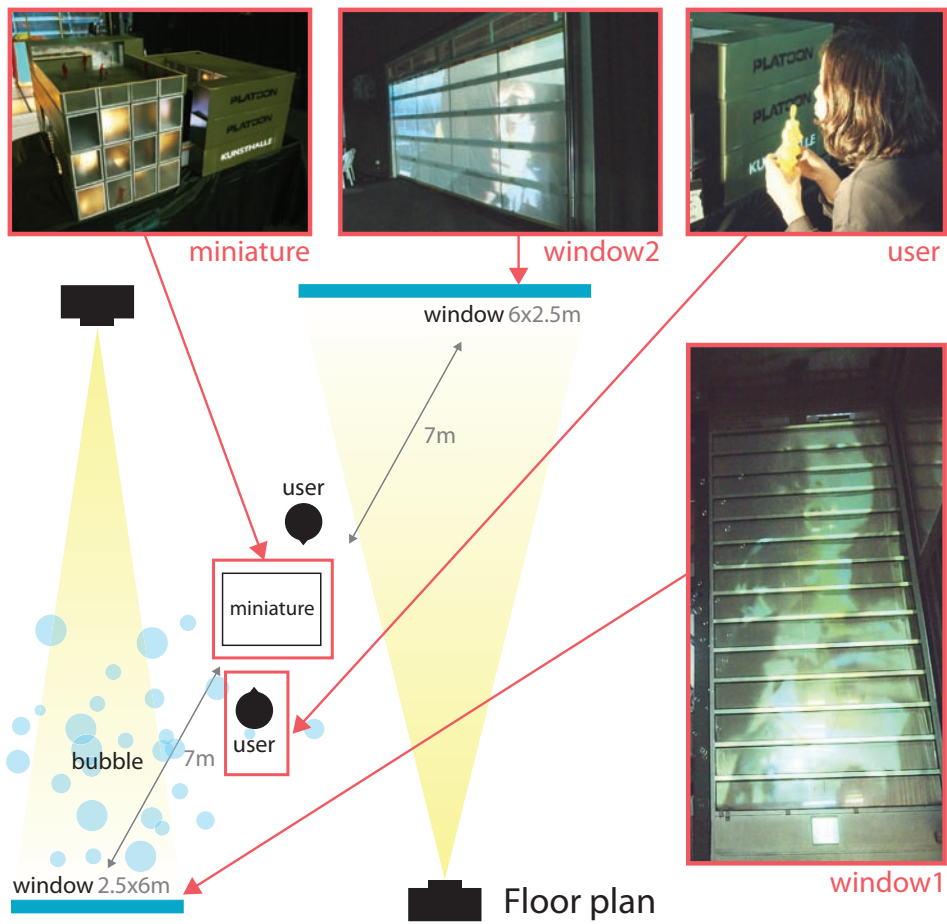 PLATOON
PLATOON
KUNSTHALLE
PLATOON
KUNSTHALLE
miniature
window2
user
window 6x2.5m
7m
user
miniature
user
bubble
7m
window 2.5x6m
Floor plan
window1